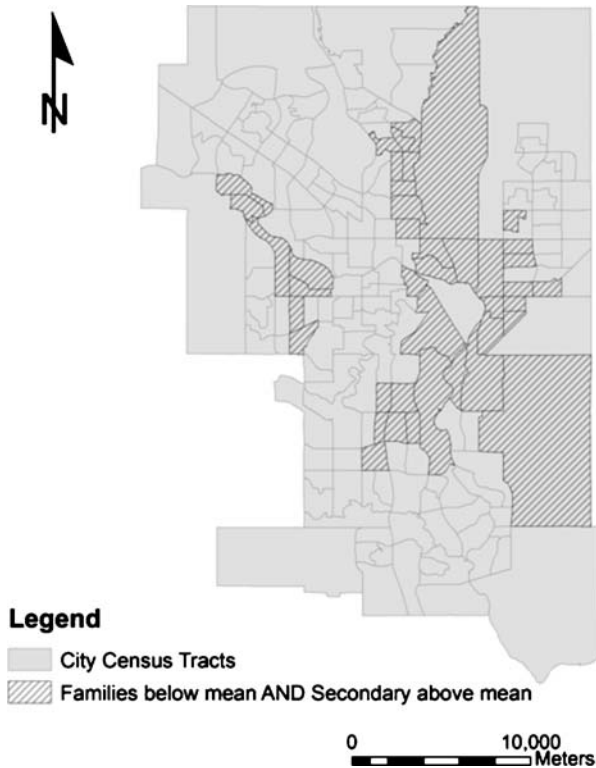 N
Legend
City Census Tracts
Families below mean AND Secondary above mean
0 10,000
Meters